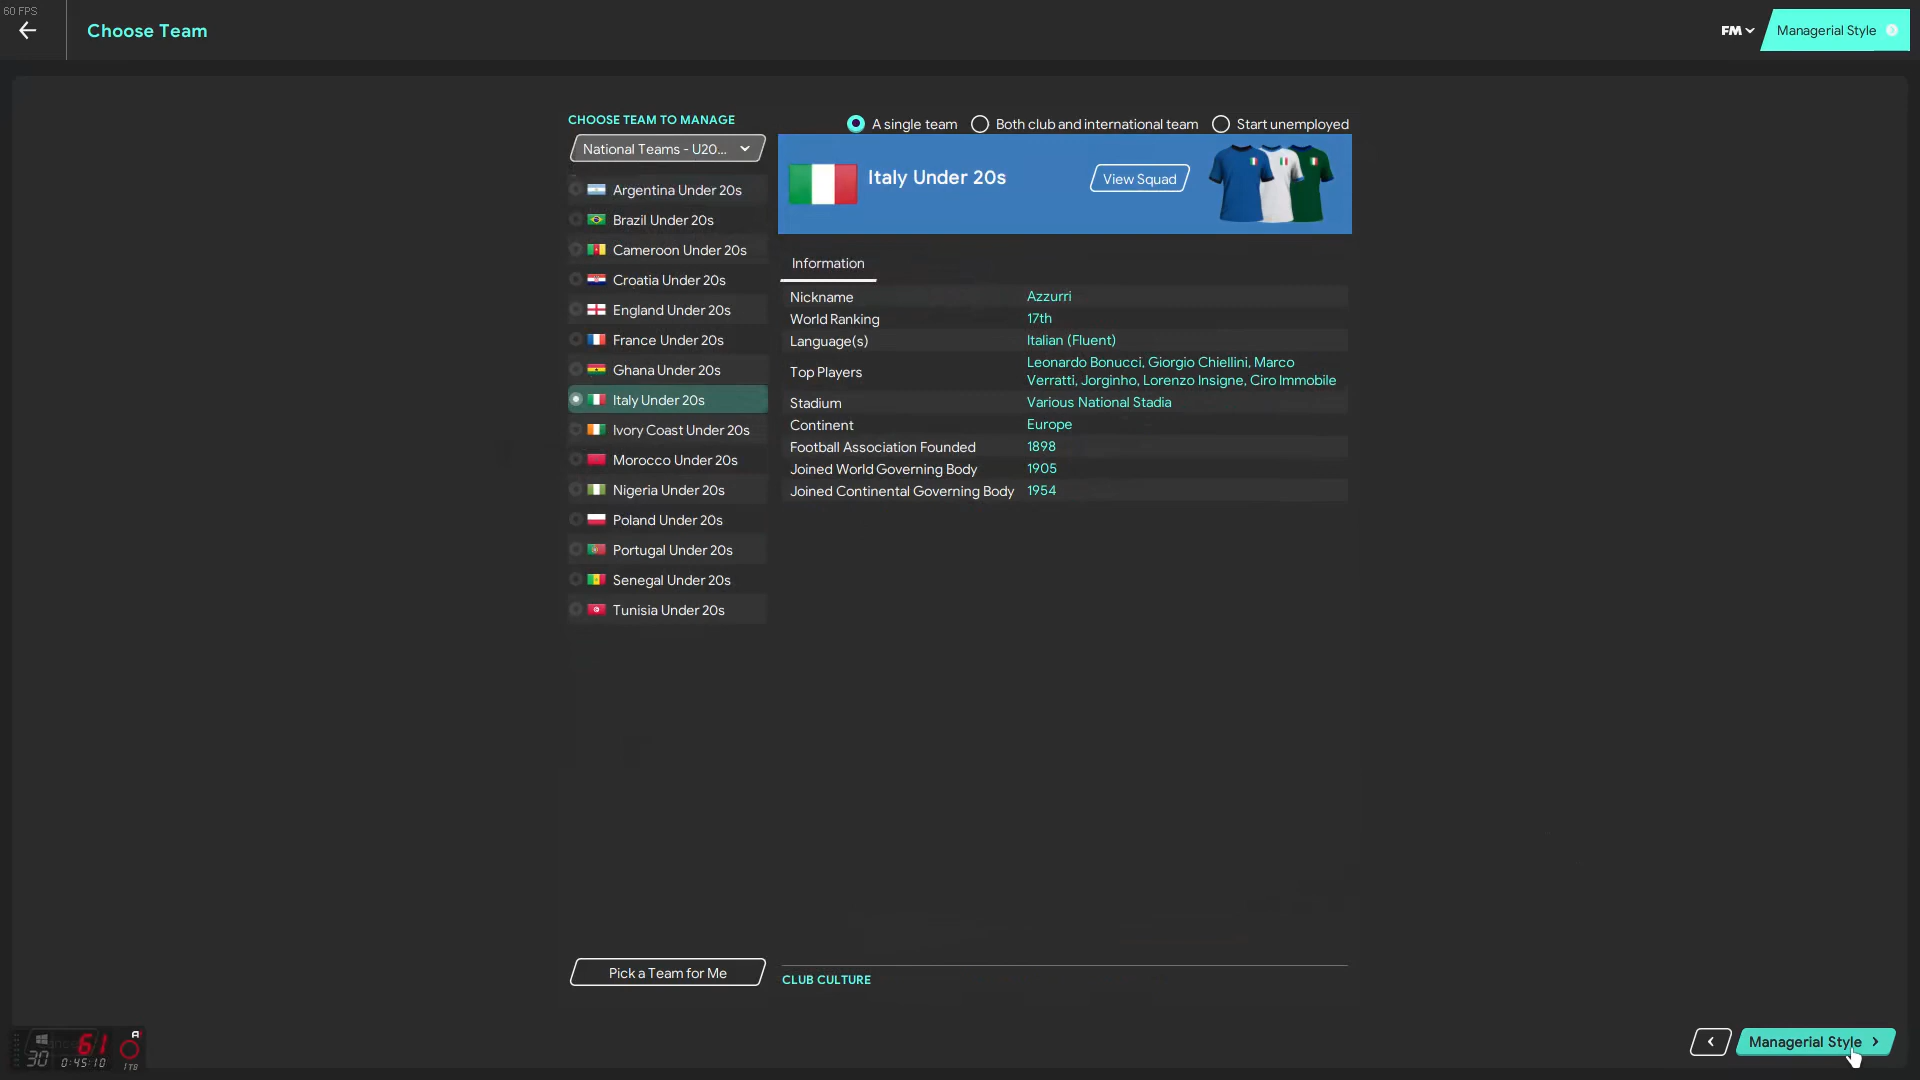 60 FPS
Choose Team
FM
Managerial Style
CHOOSE TEAM TO MANAGE
A single team
Both club and international team
Start unemployed
National Teams - U20...
Argentina Under 20s
Brazil Under 20s
Cameroon Under 20s
Croatia Under 20s
England Under 20s
France Under 20s
Ghana Under 20s
Italy Under 20s
Ivory Coast Under 20s
Morocco Under 20s
Nigeria Under 20s
Poland Under 20s
Portugal Under 20s
Senegal Under 20s
Tunisia Under 20s
Pick a Team for Me
Italy Under 20s
View Squad
Information
Nickname Azzurri
World Ranking 17th
Language(s) Italian (Fluent)
Top Players Leonardo Bonucci, Giorgio Chiellini, Marco
Verratti, Jorginho, Lorenzo Insigne, Ciro Immobile
Stadium Various National Stadia
Continent Europe
Football Association Founded 1898
Joined World Governing Body 1905
Joined Continental Governing Body 1954
CLUB CULTURE
61
30
0:45:10
A
1TB
Managerial Style